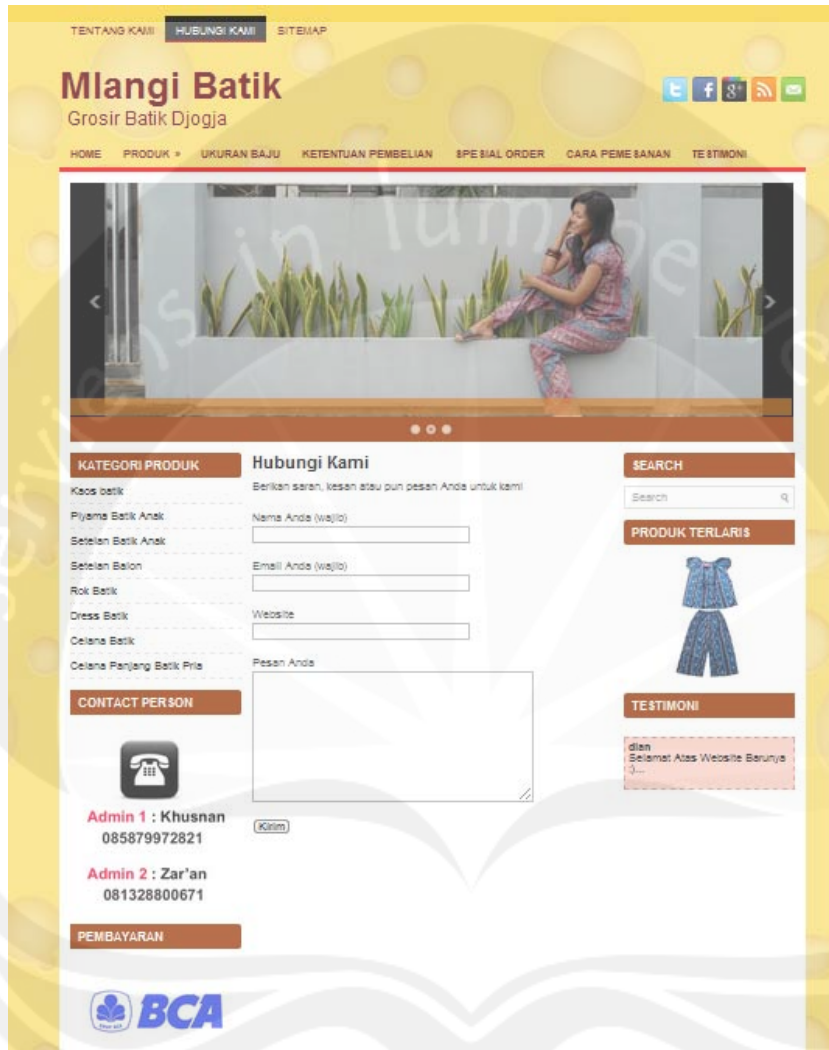 TENTANG KAMI HUBUNGI KAMI SITEMAP
Mlangi Batik
Grosir Batik Djogja
HOME PRODUK » UKURAN BAJU KETENTUAN PEMBELIAN SPESIAL ORDER CARA PEMESANAN TESTIMONI
KATEGORI PRODUK
Kaos batik
Piyama Batik Anak
Setelan Batik Anak
Setelan Balon
Rok Batik
Dress Batik
Celana Batik
Celana Panjang Batik Pria
CONTACT PERSON
Admin 1 : Khusnan
085879972821
Admin 2 : Zar'an
081328800671
PEMBAYARAN
BCA
Hubungi Kami
Berikan saran, kesan atau pun pesan Anda untuk kami
Nama Anda (wajib)
Email Anda (wajib)
Website
Pesan Anda
Kirim
SEARCH
Search
PRODUK TERLARIS
TESTIMONI
dian
Selamat Atas Website Barunya
:)...
serviens in lumine